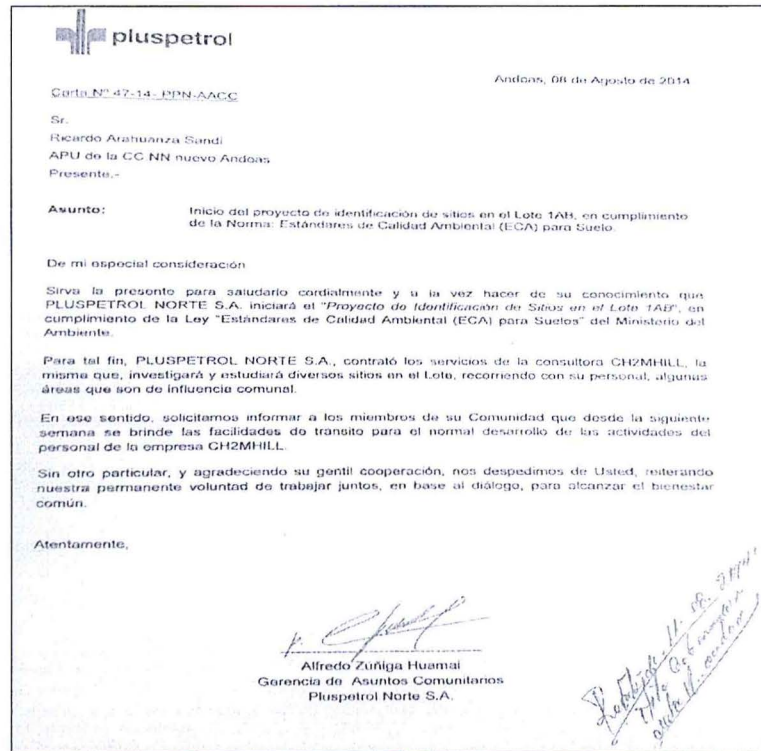 pluspetrol
Andoas, 08 de Agosto de 2014
Carta Nº 47-14- PPN-AACC
Sr.
Ricardo Arahuanza Sandi
APU de la CC NN nuevo Andoas
Presente.-
Asunto: Inicio del proyecto de identificación de sitios en el Lote 1AB, en cumplimiento
de la Norma: Estándares de Calidad Ambiental (ECA) para Suelo.
De mi especial consideración
Sirva la presente para saludarlo cordialmente y a la vez hacer de su conocimiento que
PLUSPETROL NORTE S.A. iniciará el "Proyecto de Identificación de Sitios en el Lote 1AB", en
cumplimiento de la Ley "Estándares de Calidad Ambiental (ECA) para Suelos" del Ministerio del
Ambiente.
Para tal fin, PLUSPETROL NORTE S.A., contrató los servicios de la consultora CH2MHILL, la
misma que, investigará y estudiará diversos sitios en el Lote, recorriendo con su personal, algunas
áreas que son de influencia comunal.
En ese sentido, solicitamos informar a los miembros de su Comunidad que desde la siguiente
semana se brinde las facilidades de transito para el normal desarrollo de las actividades del
personal de la empresa CH2MHILL.
Sin otro particular, y agradeciendo su gentil cooperación, nos despedimos de Usted, reiterando
nuestra permanente voluntad de trabajar juntos, en base al diálogo, para alcanzar el bienestar
común.
Atentamente,
Alfredo Zúñiga Huamai
Gerencia de Asuntos Comunitarios
Pluspetrol Norte S.A.